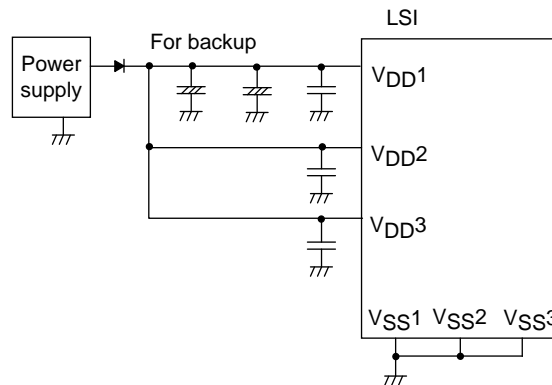 LSI
For backup
Power
supply
VDD1
VDD2
VDD3
VSS1 VSS2 VSS3